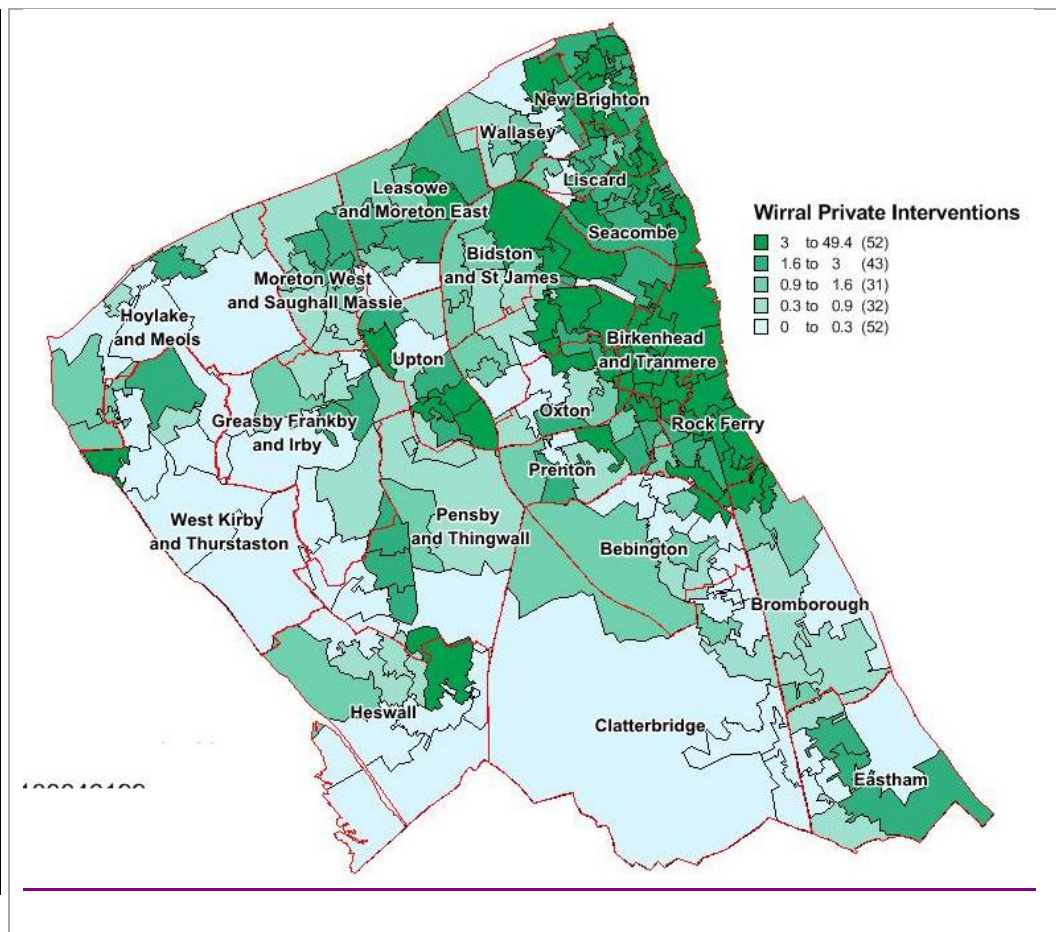 New Brighton
Wallasey
Liscard
Leasowe
and Moreton East
Seacombe
Wirral Private Interventions
3 to 49.4 (52)
1.6 to 3 (43)
0.9 to 1.6 (31)
0.3 to 0.9 (32)
0 to 0.3 (52)
Bidston
and St James
Moreton West
and Saughall Massie
Hoylake
and Meols
Birkenhead
and Tranmere
Upton
Oxton
Greasby Frankby
and Irby
Rock Ferry
Prenton
West Kirby
and Thurstaston
Pensby
and Thingwall
Bebington
Bromborough
Heswall
Clatterbridge
Eastham